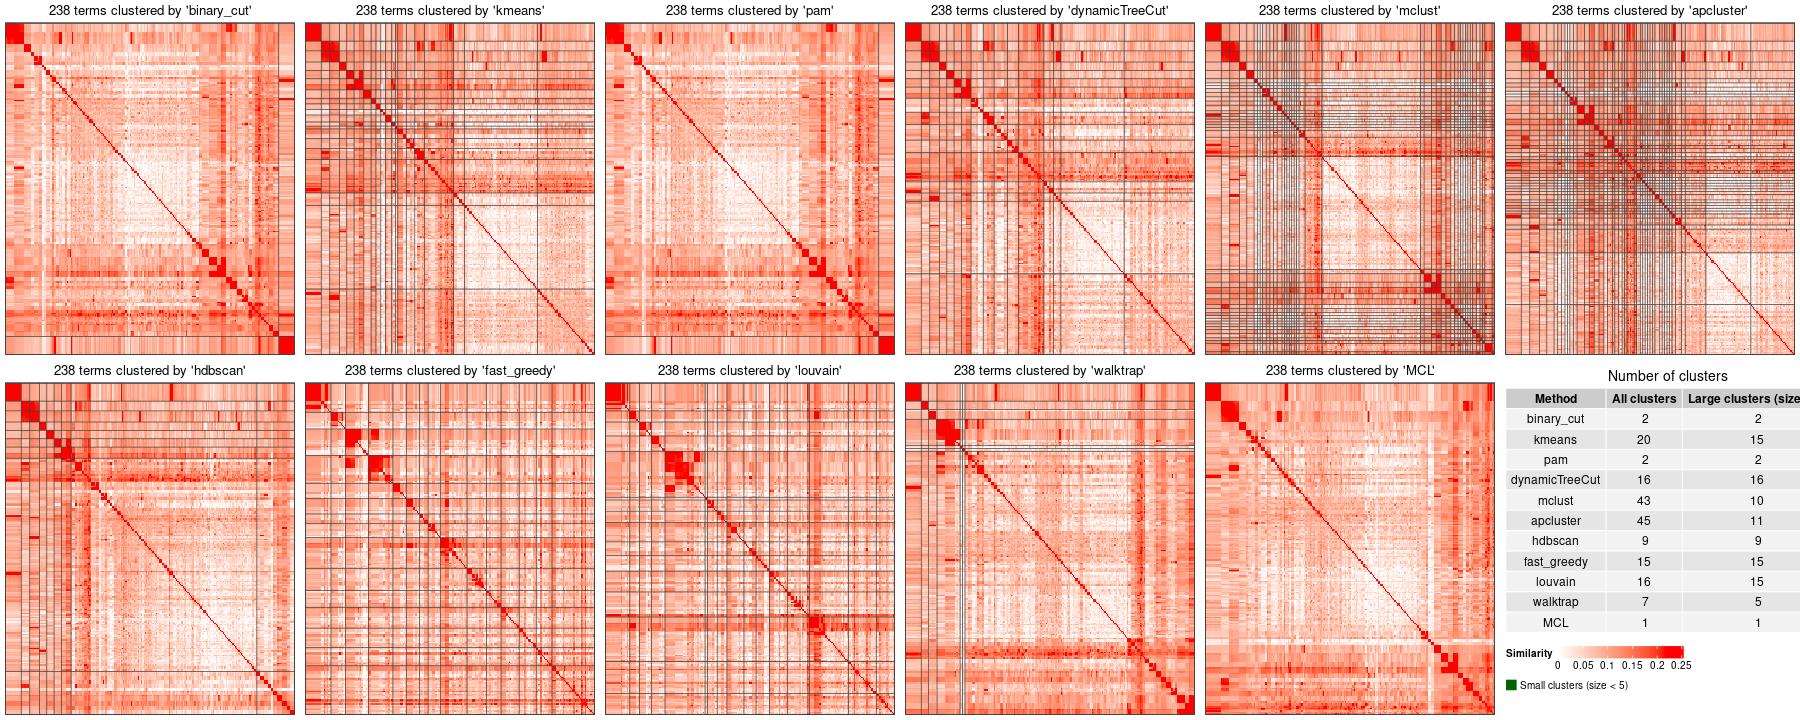 238 terms clustered by 'binary_cut'
238 terms clustered by 'kmeans'
238 terms clustered by 'pam'
238 terms clustered by 'dynamicTreeCut'
238 terms clustered by 'mclust'
238 terms clustered by 'apcluster'
238 terms clustered by 'hdbscan'
238 terms clustered by 'fast_greedy'
238 terms clustered by 'louvain'
238 terms clustered by 'walktrap'
238 terms clustered by 'MCL'
Number of clusters
Method All clusters Large clusters (size
binary_cut 2 2
kmeans 20 15
pam 2 2
dynamicTreeCut 16 16
mclust 43 10
apcluster 45 11
hdbscan 9 9
fast_greedy 15 15
louvain 16 15
walktrap 7 5
MCL 1 1
Similarity
0 0.05 0.1 0.15 0.2 0.25
Small clusters (size < 5)